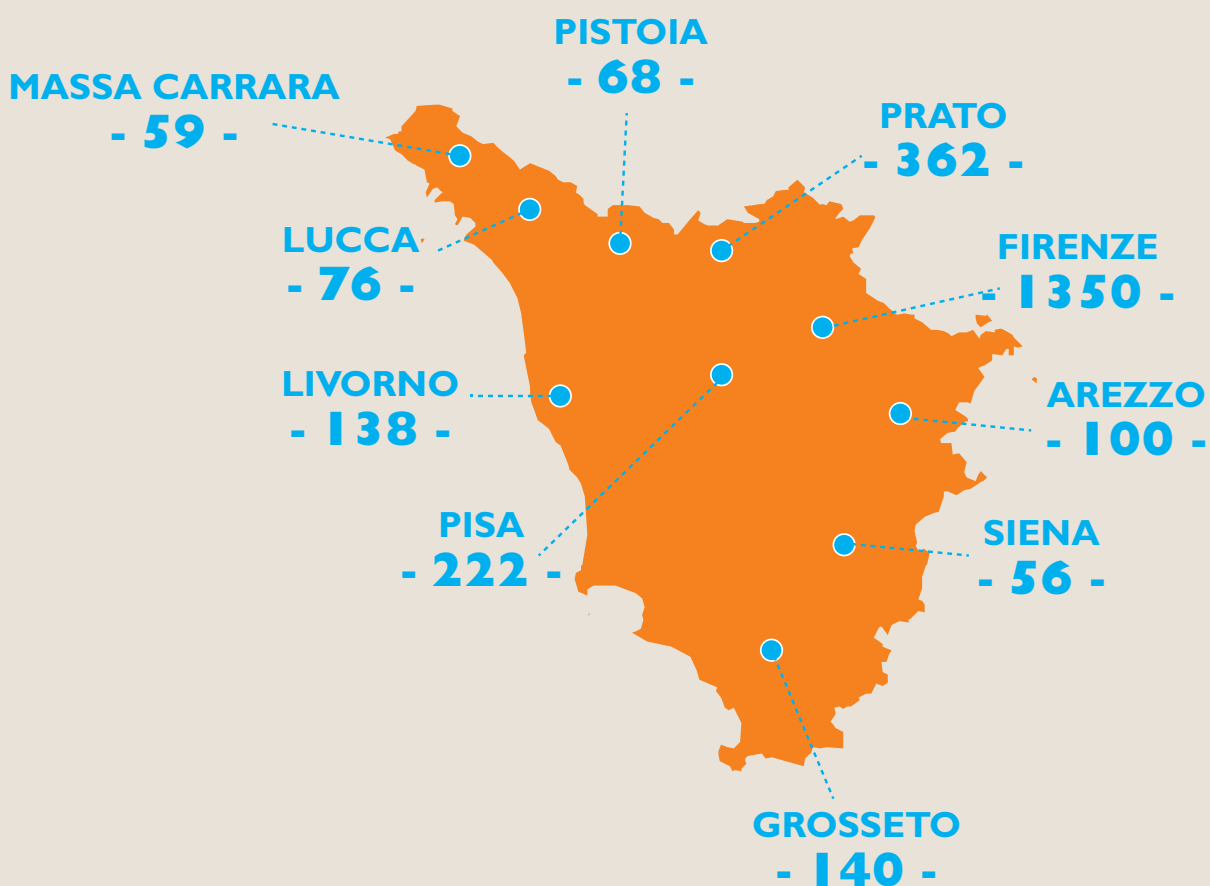 PISTOIA
- 68 -
MASSA CARRARA
- 59 -
PRATO
- 362 -
LUCCA
- 76 -
FIRENZE
- 1350 -
LIVORNO
- 138 -
AREZZO
- 100 -
PISA
- 222 -
SIENA
- 56 -
GROSSETO
- 140 -